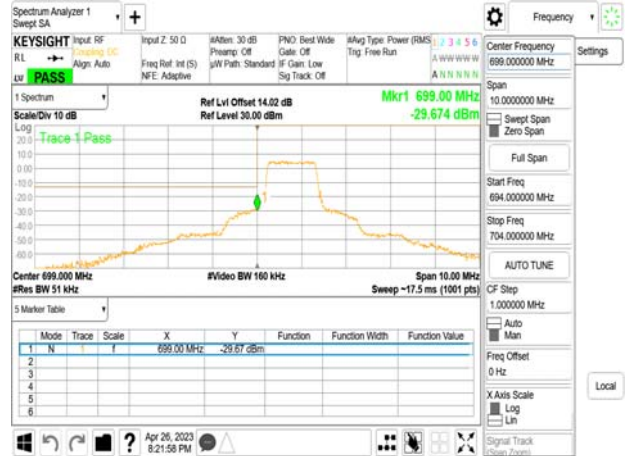 Spectrum Analyzer 1
Swept SA
Frequency
KEYSIGHT
Input: RF
Coupling: DC
Align: Auto
Input Z: 50 Ω
Freq Ref: Int (S)
NFE: Adaptive
#Atten: 30 dB
Preamp: Off
µW Path: Standard
PNO: Best Wide
Gate: Off
IF Gain: Low
Sig Track: Off
#Avg Type: Power (RMS
Trig: Free Run
1 2 3 4 5 6
A W W W W W
A N N N N N
R L
PASS
Center Frequency
699.000000 MHz
Settings
Span
10.0000000 MHz
Swept Span
Zero Span
Full Span
Start Freq
694.000000 MHz
Stop Freq
704.000000 MHz
AUTO TUNE
CF Step
1.000000 MHz
Auto
Man
Freq Offset
0 Hz
X Axis Scale
Log
Lin
Signal Track
(Span Zoom)
Local
1 Spectrum
Scale/Div 10 dB
Ref Lvl Offset 14.02 dB
Ref Level 30.00 dBm
Mkr1 699.00 MHz
-29.674 dBm
Log
Trace 1 Pass
20.0
10.0
0.00
-10.0
-20.0
-30.0
-40.0
-50.0
-60.0
1
Center 699.000 MHz
#Res BW 51 kHz
#Video BW 160 kHz
Span 10.00 MHz
Sweep ~17.5 ms (1001 pts)
5 Marker Table
Mode Trace Scale X Y Function Function Width Function Value
1 N 1 f 699.00 MHz -29.67 dBm
2
3
4
5
6
?
Apr 26, 2023
8:21:58 PM